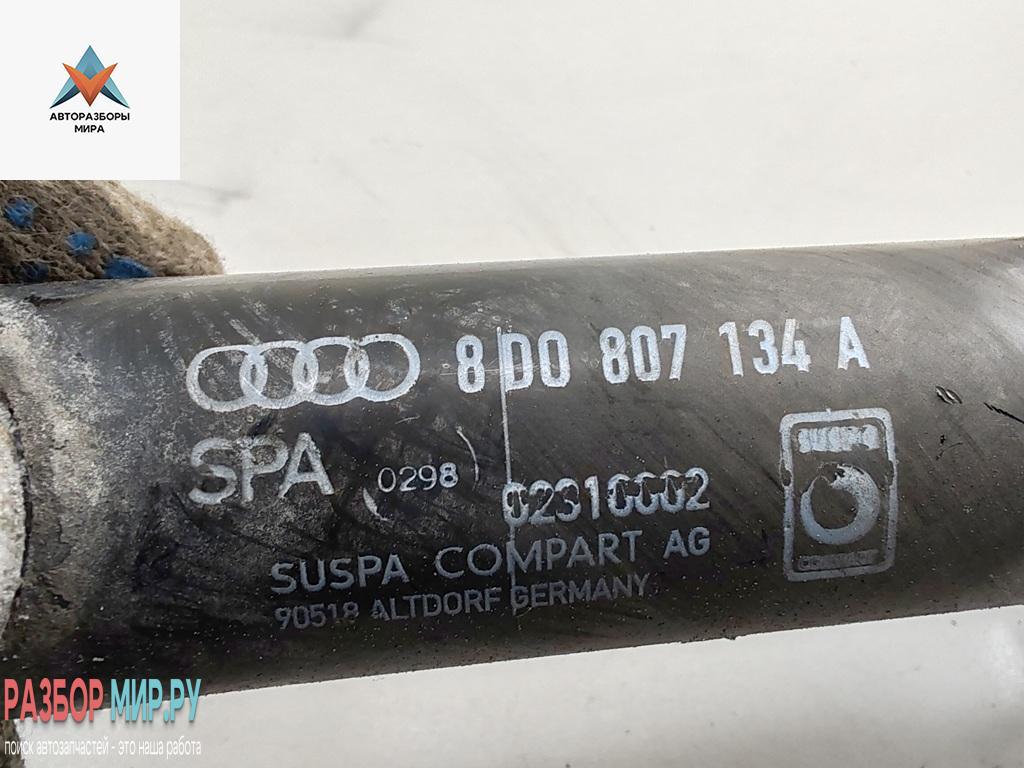 АВТОРАЗБОРЫ
МИРА
8D0 807 134 A
SPA 0298 02310002
SUSPA
SUSPA COMPART AG
90518 ALTDORF GERMANY
РАЗБОР МИР.РУ
поиск автозапчастей - это наша работа